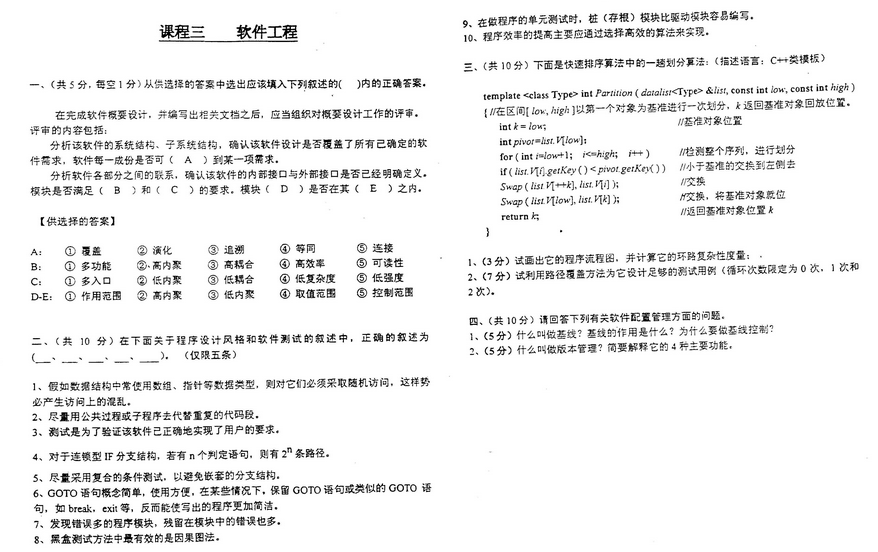 课程三 软件工程
一、（共 5 分，每空 1 分）从供选择的答案中选出应该填入下列叙述的( )内的正确答案。
在完成软件概要设计，并编写出相关文档之后，应当组织对概要设计工作的评审。
评审的内容包括：
分析该软件的系统结构、子系统结构，确认该软件设计是否覆盖了所有已确定的软
件需求，软件每一成份是否可（ A ）到某一项需求。
分析软件各部分之间的联系，确认该软件的内部接口与外部接口是否已经明确定义。
模块是否满足（ B ）和（ C ）的要求。模块（ D ）是否在其（ E ）之内。
【供选择的答案】
A： ① 覆盖 ② 演化 ③ 追溯 ④ 等同 ⑤ 连接
B： ① 多功能 ② 高内聚 ③ 高耦合 ④ 高效率 ⑤ 可读性
C： ① 多入口 ② 低内聚 ③ 低耦合 ④ 低复杂度 ⑤ 低强度
D-E： ① 作用范围 ② 高内聚 ③ 低内聚 ④ 取值范围 ⑤ 控制范围
二、（共 10 分）在下面关于程序设计风格和软件测试的叙述中，正确的叙述为
(___、___、___、___、___)。（仅限五条）
1、假如数据结构中常使用数组、指针等数据类型，则对它们必须采取随机访问，这样势
必产生访问上的混乱。
2、尽量用公共过程或子程序去代替重复的代码段。
3、测试是为了验证该软件已正确地实现了用户的要求。
4、对于连锁型 IF 分支结构，若有 n 个判定语句，则有 2ⁿ 条路径。
5、尽量采用复合的条件测试，以避免嵌套的分支结构。
6、GOTO 语句概念简单，使用方便，在某些情况下，保留 GOTO 语句或类似的 GOTO 语
句，如 break，exit 等，反而能使写出的程序更加简洁。
7、发现错误多的程序模块，残留在模块中的错误也多。
8、黑盒测试方法中最有效的是因果图法。
9、在做程序的单元测试时，桩（存根）模块比驱动模块容易编写。
10、程序效率的提高主要应通过选择高效的算法来实现。
三、（共 10 分）下面是快速排序算法中的一趟划分算法：（描述语言：C++类模板）
template <class Type> int Partition ( datalist<Type> &list, const int low, const int high )
{ //在区间[ low, high ]以第一个对象为基准进行一次划分，k 返回基准对象回放位置。
int k = low; //基准对象位置
int pivot=list.V[low];
for ( int i=low+1; i<=high; i++ ) //检测整个序列，进行划分
if ( list.V[i].getKey ( ) < pivot.getKey( ) ) //小于基准的交换到左侧去
Swap ( list.V[++k], list.V[i] ); //交换
Swap ( list.V[low], list.V[k] ); //交换，将基准对象就位
return k; //返回基准对象位置 k
}
1、（3 分）试画出它的程序流程图，并计算它的环路复杂性度量；
2、（7 分）试利用路径覆盖方法为它设计足够的测试用例（循环次数限定为 0 次，1 次和
2 次）。
四、（共 10 分）请回答下列有关软件配置管理方面的问题。
1、（5 分）什么叫做基线？基线的作用是什么？为什么要做基线控制？
2、（5 分）什么叫做版本管理？简要解释它的 4 种主要功能。